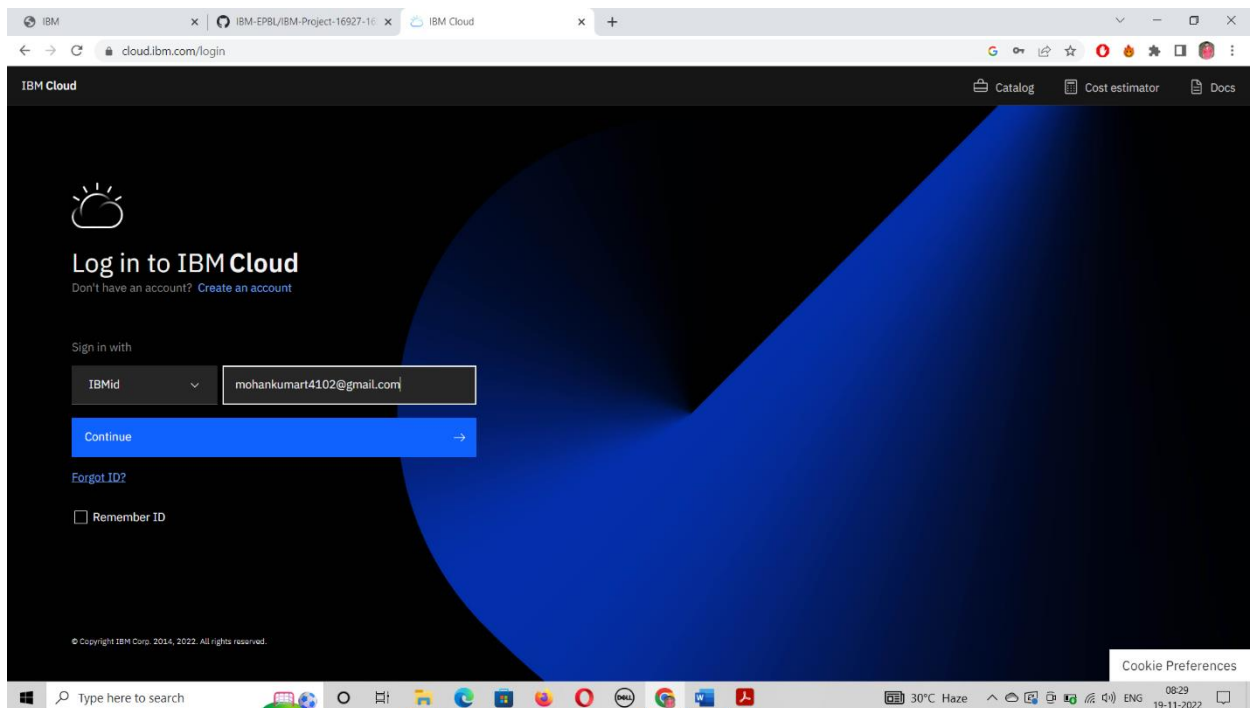 IBM
IBM-EPBL/IBM-Project-16927-16
IBM Cloud
cloud.ibm.com/login
IBM Cloud
Catalog
Cost estimator
Docs
Log in to IBM Cloud
Don't have an account? Create an account
Sign in with
IBMid
mohankumart4102@gmail.com
Continue
Forgot ID?
Remember ID
© Copyright IBM Corp. 2014, 2022. All rights reserved.
Cookie Preferences
Type here to search
DELL
30°C Haze
ENG
08:29
19-11-2022